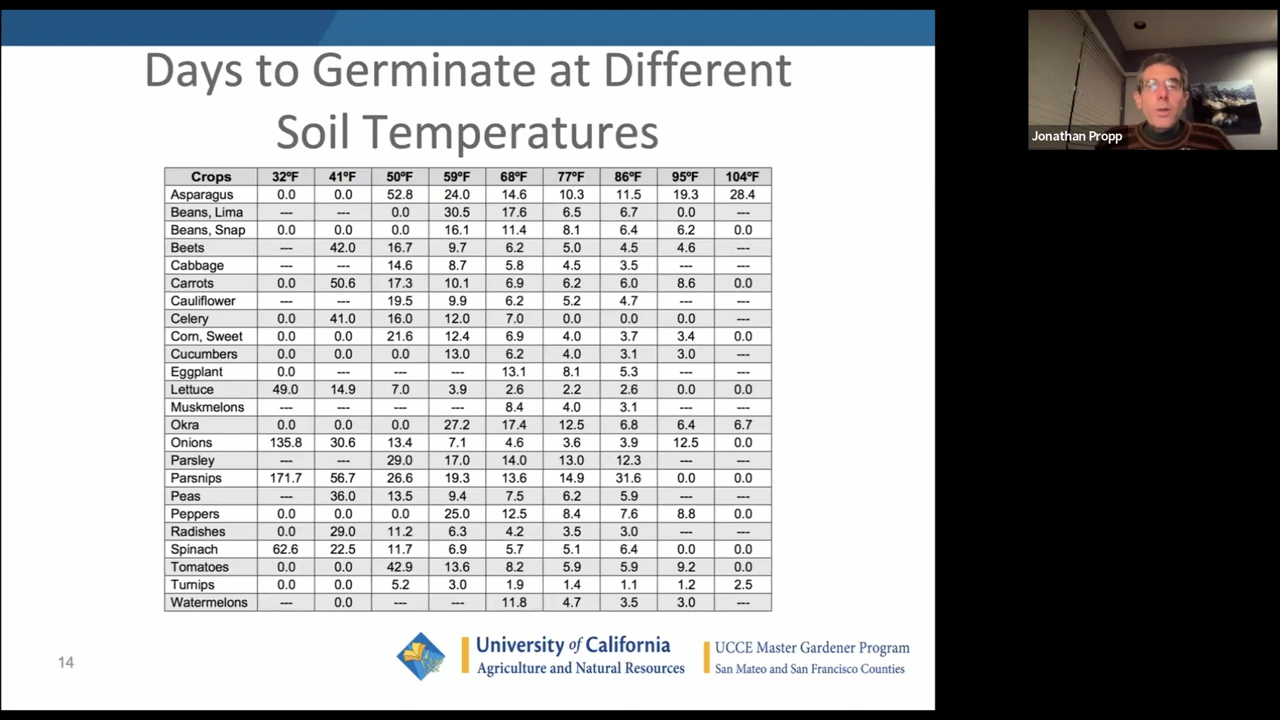 Days to Germinate at Different
Soil Temperatures
Crops 32ºF 41ºF 50ºF 59ºF 68ºF 77ºF 86ºF 95ºF 104ºF
Asparagus 0.0 0.0 52.8 24.0 14.6 10.3 11.5 19.3 28.4
Beans, Lima --- --- 0.0 30.5 17.6 6.5 6.7 0.0 ---
Beans, Snap 0.0 0.0 0.0 16.1 11.4 8.1 6.4 6.2 0.0
Beets --- 42.0 16.7 9.7 6.2 5.0 4.5 4.6 ---
Cabbage --- --- 14.6 8.7 5.8 4.5 3.5 --- ---
Carrots 0.0 50.6 17.3 10.1 6.9 6.2 6.0 8.6 0.0
Cauliflower --- --- 19.5 9.9 6.2 5.2 4.7 --- ---
Celery 0.0 41.0 16.0 12.0 7.0 0.0 0.0 0.0 ---
Corn, Sweet 0.0 0.0 21.6 12.4 6.9 4.0 3.7 3.4 0.0
Cucumbers 0.0 0.0 0.0 13.0 6.2 4.0 3.1 3.0 ---
Eggplant 0.0 --- --- --- 13.1 8.1 5.3 --- ---
Lettuce 49.0 14.9 7.0 3.9 2.6 2.2 2.6 0.0 0.0
Muskmelons --- --- --- --- 8.4 4.0 3.1 --- ---
Okra 0.0 0.0 0.0 27.2 17.4 12.5 6.8 6.4 6.7
Onions 135.8 30.6 13.4 7.1 4.6 3.6 3.9 12.5 0.0
Parsley --- --- 29.0 17.0 14.0 13.0 12.3 --- ---
Parsnips 171.7 56.7 26.6 19.3 13.6 14.9 31.6 0.0 0.0
Peas --- 36.0 13.5 9.4 7.5 6.2 5.9 --- ---
Peppers 0.0 0.0 0.0 25.0 12.5 8.4 7.6 8.8 0.0
Radishes 0.0 29.0 11.2 6.3 4.2 3.5 3.0 --- ---
Spinach 62.6 22.5 11.7 6.9 5.7 5.1 6.4 0.0 0.0
Tomatoes 0.0 0.0 42.9 13.6 8.2 5.9 5.9 9.2 0.0
Turnips 0.0 0.0 5.2 3.0 1.9 1.4 1.1 1.2 2.5
Watermelons --- 0.0 --- --- 11.8 4.7 3.5 3.0 ---
14
University of California
Agriculture and Natural Resources
UCCE Master Gardener Program
San Mateo and San Francisco Counties
Jonathan Propp